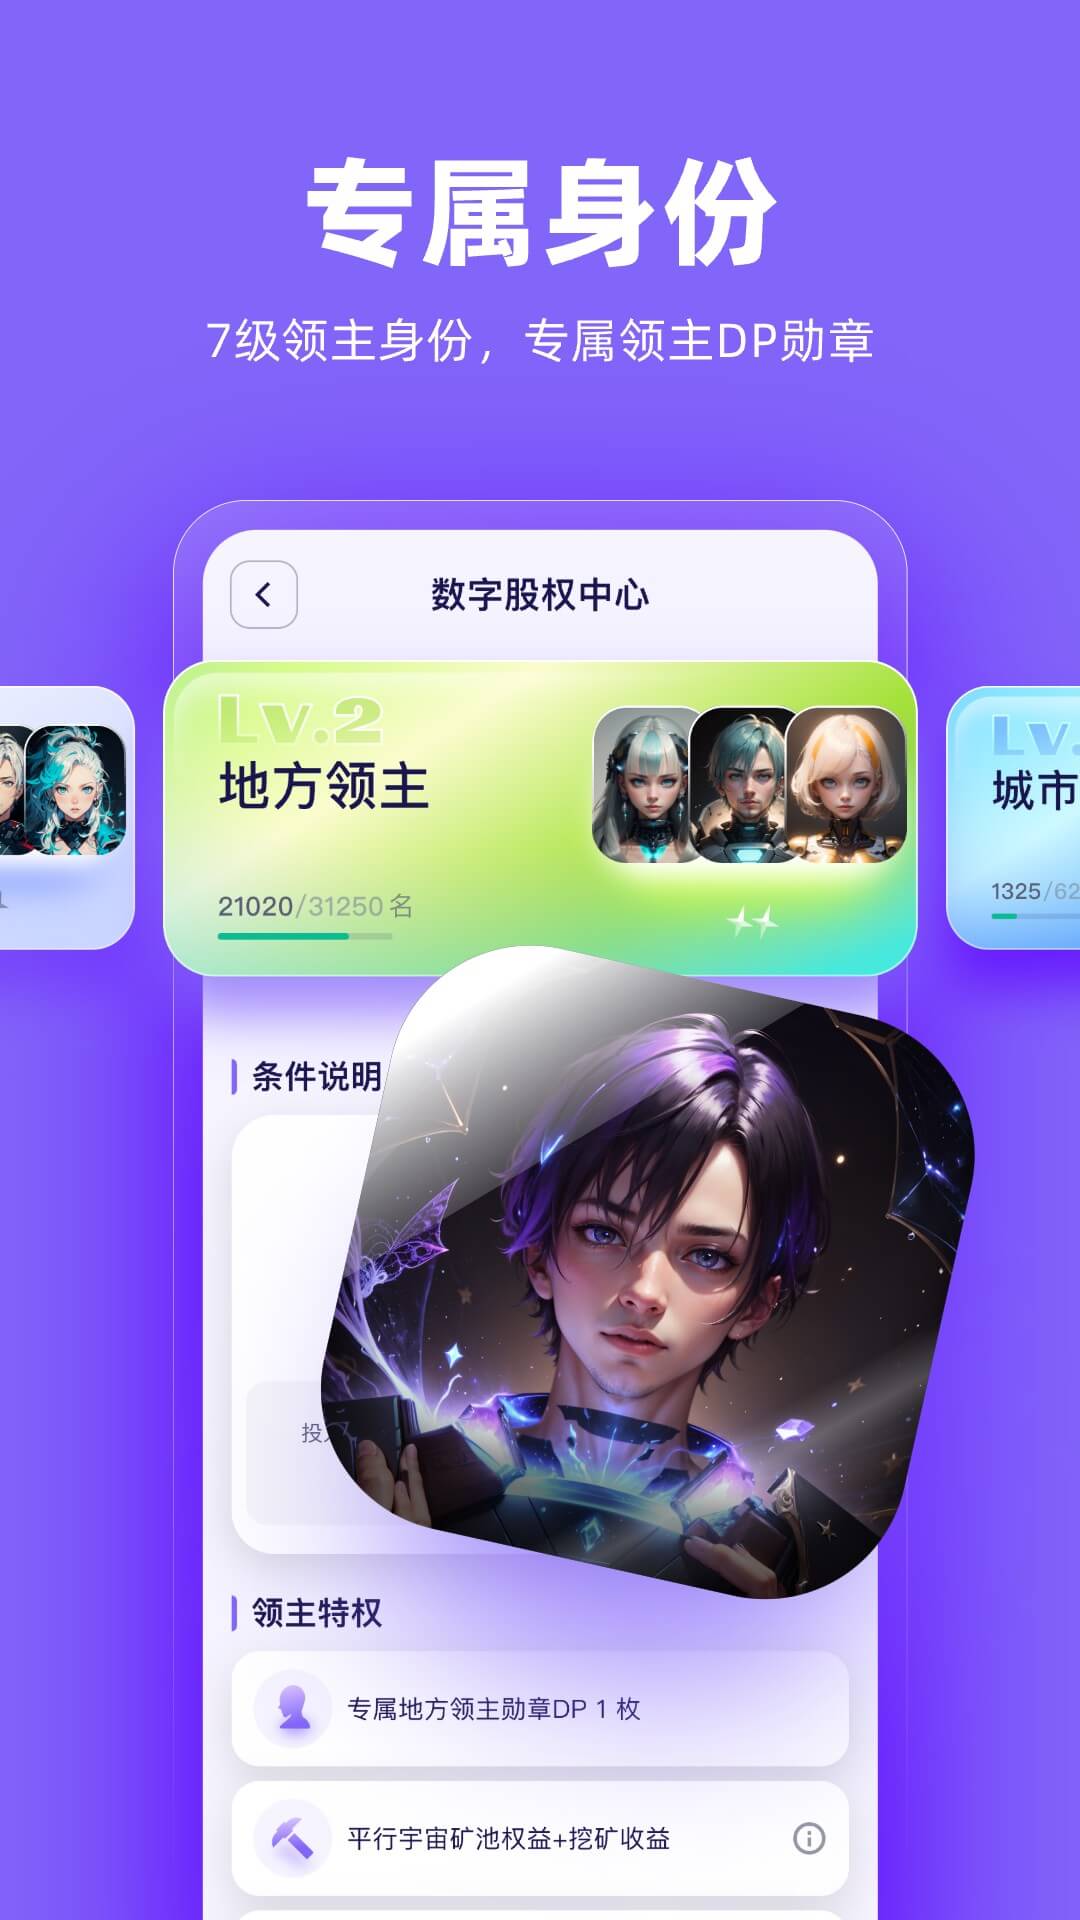 专属身份
7级领主身份，专属领主DP勋章
数字股权中心
Lv.2
地方领主
21020/31250 名
Lv.
城市
1325/62
条件说明
投
领主特权
专属地方领主勋章DP 1 枚
平行宇宙矿池权益+挖矿收益